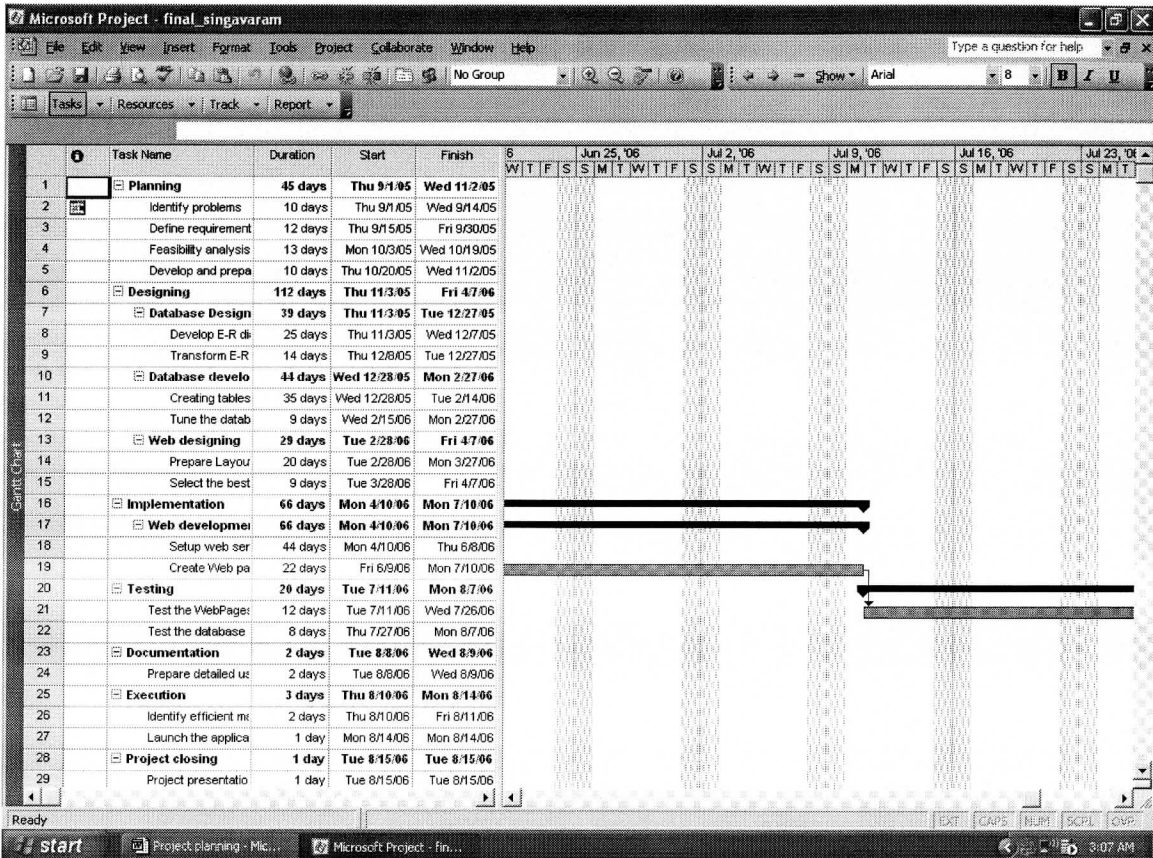 Microsoft Project - final_singavaram
File Edit View Insert Format Tools Project Collaborate Window Help Type a question for help
No Group Show Arial 8 B I U
Tasks Resources Track Report
Task Name Duration Start Finish 6 Jun 25, '06 Jul 2, '06 Jul 9, '06 Jul 16, '06 Jul 23, '06
W T F S S M T W T F S S M T W T F S S M T W T F S S M T W T F S S M T
1 Planning 45 days Thu 9/1/05 Wed 11/2/05
2 Identify problems 10 days Thu 9/1/05 Wed 9/14/05
3 Define requirement 12 days Thu 9/15/05 Fri 9/30/05
4 Feasibility analysis 13 days Mon 10/3/05 Wed 10/19/05
5 Develop and prepa 10 days Thu 10/20/05 Wed 11/2/05
6 Designing 112 days Thu 11/3/05 Fri 4/7/06
7 Database Design 39 days Thu 11/3/05 Tue 12/27/05
8 Develop E-R di 25 days Thu 11/3/05 Wed 12/7/05
9 Transform E-R 14 days Thu 12/8/05 Tue 12/27/05
10 Database develo 44 days Wed 12/28/05 Mon 2/27/06
11 Creating tables 35 days Wed 12/28/05 Tue 2/14/06
12 Tune the datab 9 days Wed 2/15/06 Mon 2/27/06
13 Web designing 29 days Tue 2/28/06 Fri 4/7/06
14 Prepare Layou 20 days Tue 2/28/06 Mon 3/27/06
15 Select the best 9 days Tue 3/28/06 Fri 4/7/06
16 Implementation 66 days Mon 4/10/06 Mon 7/10/06
17 Web developmei 66 days Mon 4/10/06 Mon 7/10/06
18 Setup web ser 44 days Mon 4/10/06 Thu 6/8/06
19 Create Web pa 22 days Fri 6/9/06 Mon 7/10/06
20 Testing 20 days Tue 7/11/06 Mon 8/7/06
21 Test the WebPages 12 days Tue 7/11/06 Wed 7/26/06
22 Test the database 8 days Thu 7/27/06 Mon 8/7/06
23 Documentation 2 days Tue 8/8/06 Wed 8/9/06
24 Prepare detailed us 2 days Tue 8/8/06 Wed 8/9/06
25 Execution 3 days Thu 8/10/06 Mon 8/14/06
26 Identify efficient me 2 days Thu 8/10/06 Fri 8/11/06
27 Launch the applica 1 day Mon 8/14/06 Mon 8/14/06
28 Project closing 1 day Tue 8/15/06 Tue 8/15/06
29 Project presentatio 1 day Tue 8/15/06 Tue 8/15/06
Gantt Chart
Ready EXT CAPS NUM SCRL OVR
start Project planning - Mic... Microsoft Project - fin... 3:07 AM